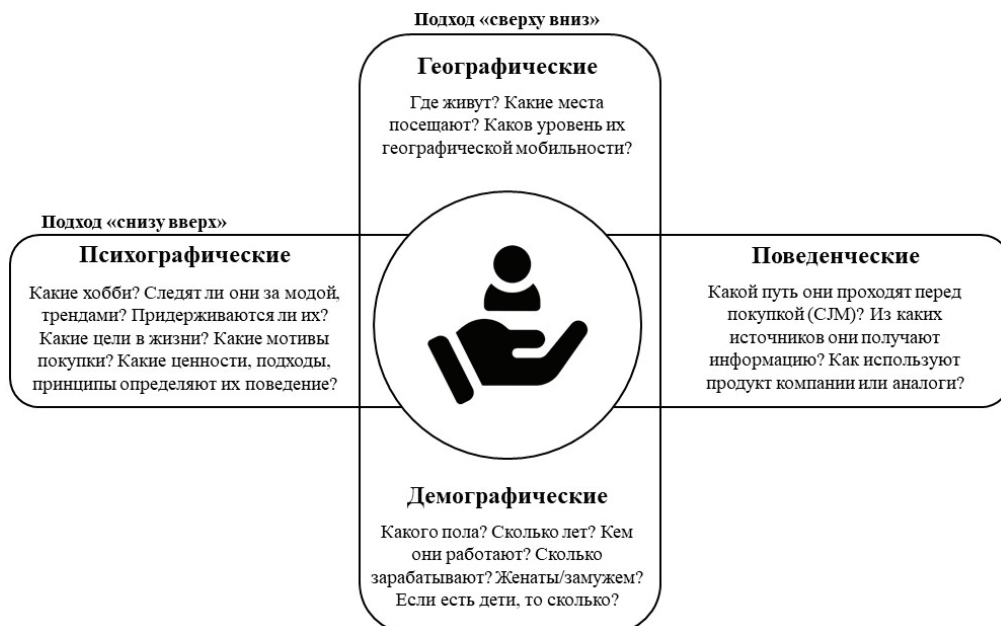 Подход «сверху вниз»
Географические
Где живут? Какие места
посещают? Каков уровень их
географической мобильности?
Подход «снизу вверх»
Психографические
Какие хобби? Следят ли они за модой,
трендами? Придерживаются ли их?
Какие цели в жизни? Какие мотивы
покупки? Какие ценности, подходы,
принципы определяют их поведение?
Поведенческие
Какой путь они проходят перед
покупкой (CJM)? Из каких
источников они получают
информацию? Как используют
продукт компании или аналоги?
Демографические
Какого пола? Сколько лет? Кем
они работают? Сколько
зарабатывают? Женаты/замужем?
Если есть дети, то сколько?